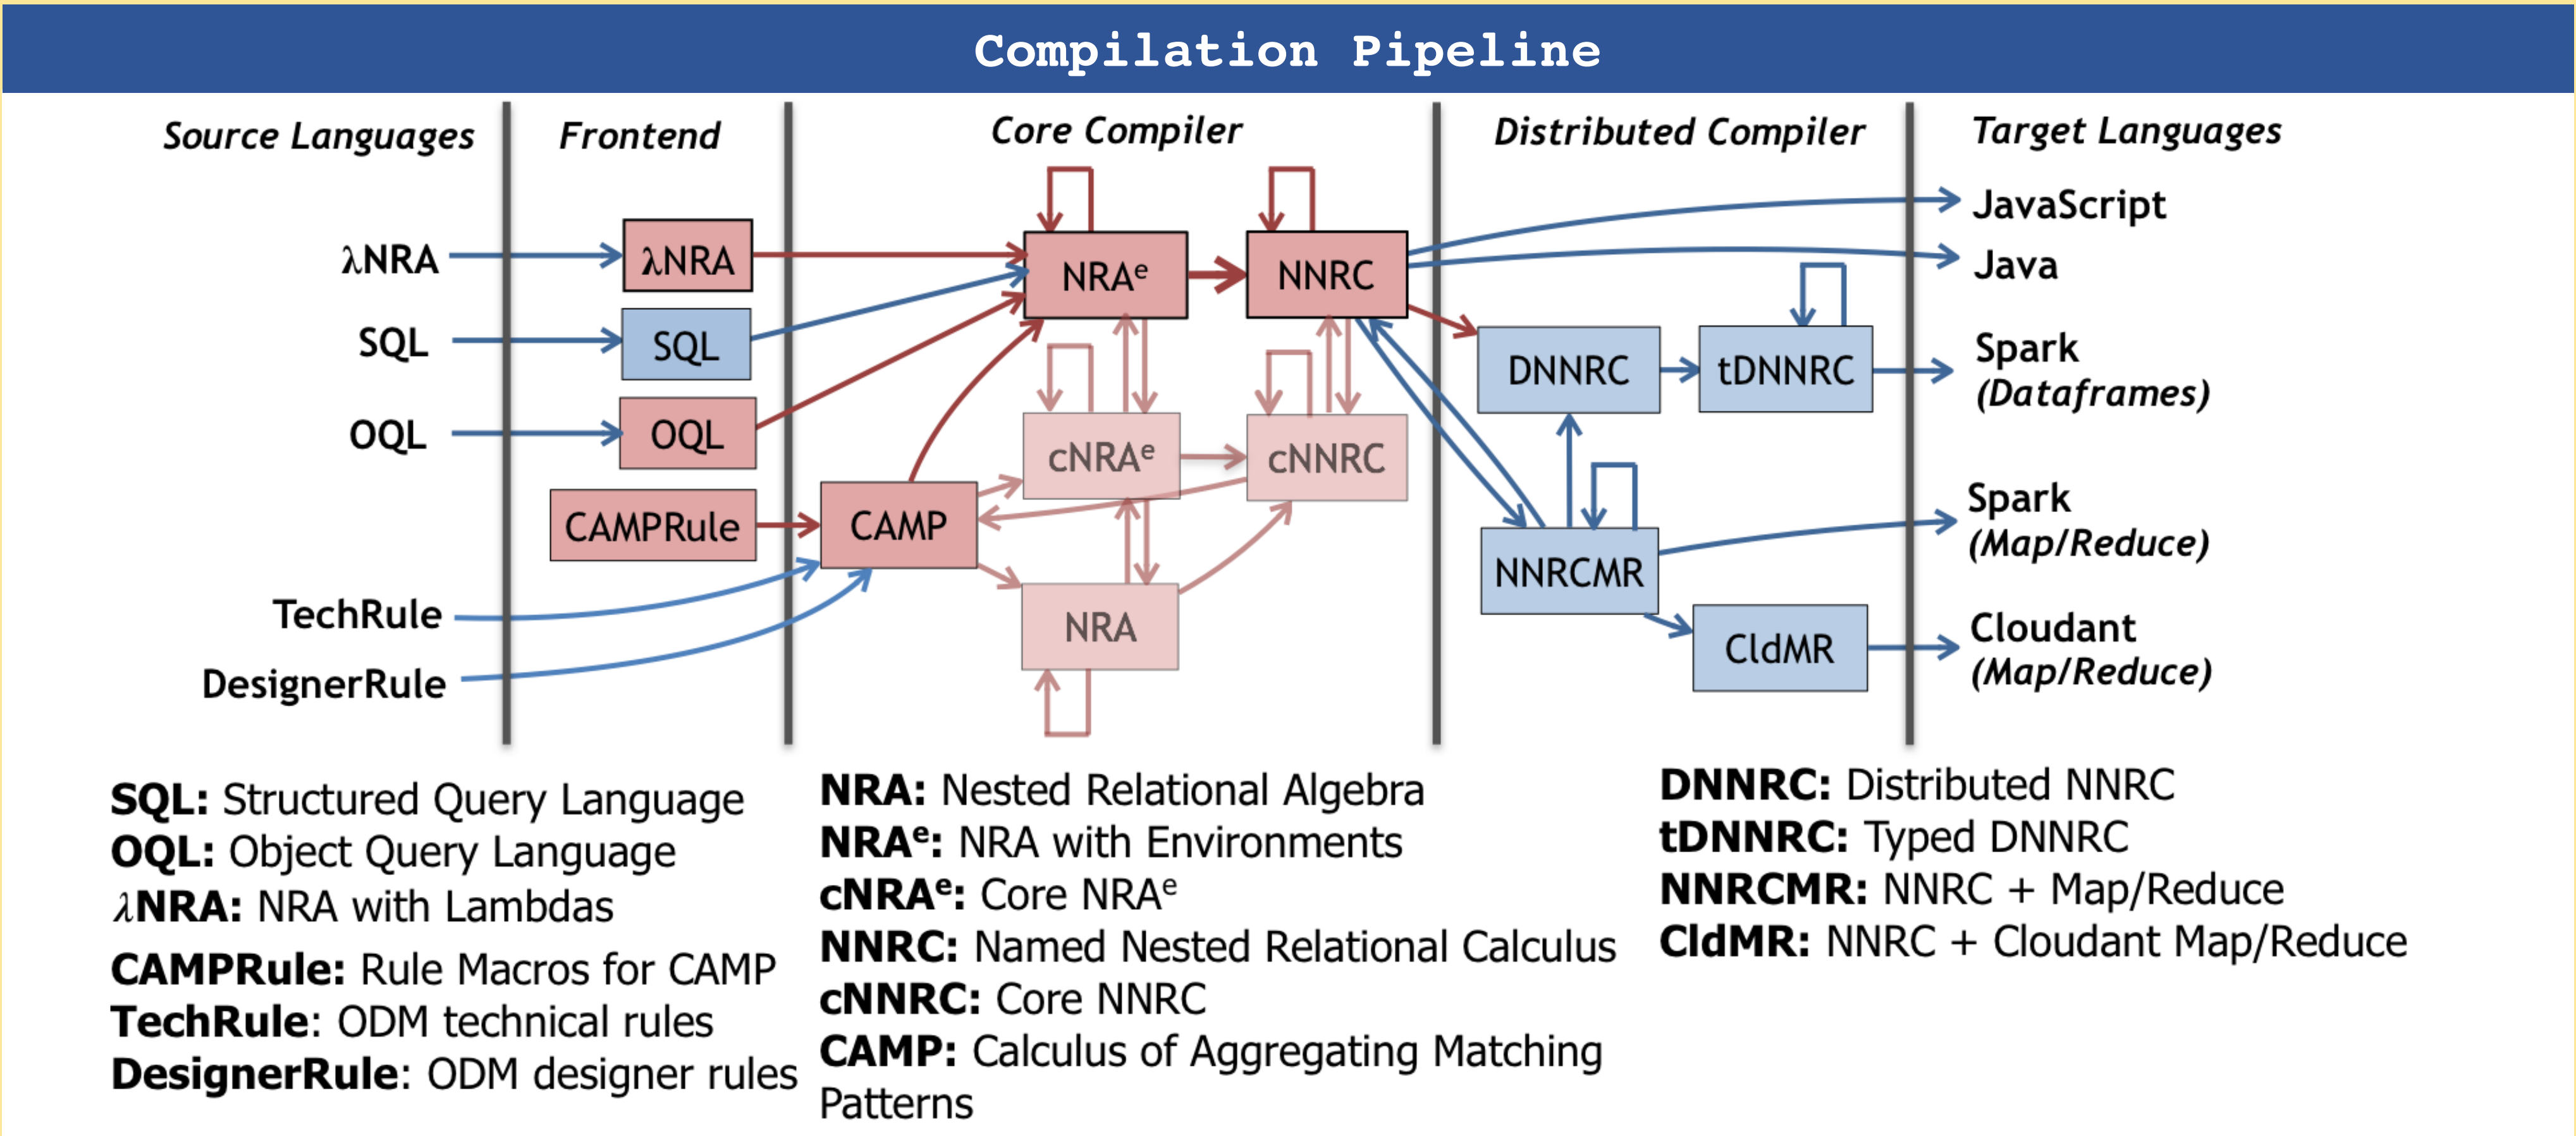 Compilation Pipeline
Source Languages
Frontend
Core Compiler
Distributed Compiler
Target Languages
λNRA
λNRA
NRAᵉ
NNRC
JavaScript
Java
SQL
SQL
DNNRC
tDNNRC
Spark
(Dataframes)
OQL
OQL
cNRAᵉ
cNNRC
CAMPRule
CAMP
NNRCMR
Spark
(Map/Reduce)
TechRule
NRA
CldMR
Cloudant
(Map/Reduce)
DesignerRule
SQL: Structured Query Language
OQL: Object Query Language
λNRA: NRA with Lambdas
CAMPRule: Rule Macros for CAMP
TechRule: ODM technical rules
DesignerRule: ODM designer rules
NRA: Nested Relational Algebra
NRAᵉ: NRA with Environments
cNRAᵉ: Core NRAᵉ
NNRC: Named Nested Relational Calculus
cNNRC: Core NNRC
CAMP: Calculus of Aggregating Matching
Patterns
DNNRC: Distributed NNRC
tDNNRC: Typed DNNRC
NNRCMR: NNRC + Map/Reduce
CldMR: NNRC + Cloudant Map/Reduce